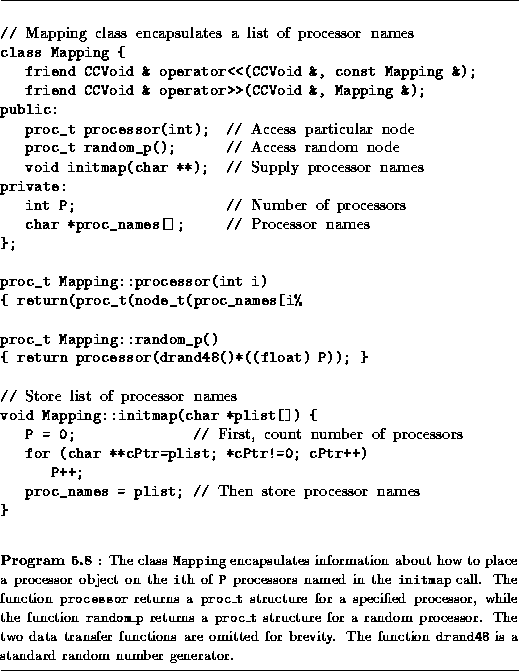 // Mapping class encapsulates a list of processor names
class Mapping {
friend CCVoid & operator<<(CCVoid &, const Mapping &);
friend CCVoid & operator>>(CCVoid &, Mapping &);
public:
proc_t processor(int); // Access particular node
proc_t random_p(); // Access random node
void initmap(char **); // Supply processor names
private:
int P; // Number of processors
char *proc_names[]; // Processor names
};
proc_t Mapping::processor(int i)
{ return(proc_t(node_t(proc_names[i%
proc_t Mapping::random_p()
{ return processor(drand48()*((float) P)); }
// Store list of processor names
void Mapping::initmap(char *plist[]) {
P = 0; // First, count number of processors
for (char **cPtr=plist; *cPtr!=0; cPtr++)
P++;
proc_names = plist; // Then store processor names
}
Program 5.8 : The class Mapping encapsulates information about how to place
a processor object on the ith of P processors named in the initmap call. The
function processor returns a proc_t structure for a specified processor, while
the function random_p returns a proc_t structure for a random processor. The
two data transfer functions are omitted for brevity. The function drand48 is a
standard random number generator.